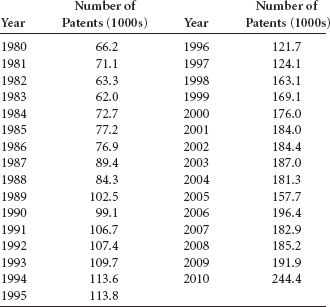 Number of Number of
Year Patents (1000s) Year Patents (1000s)
1980 66.2 1996 121.7
1981 71.1 1997 124.1
1982 63.3 1998 163.1
1983 62.0 1999 169.1
1984 72.7 2000 176.0
1985 77.2 2001 184.0
1986 76.9 2002 184.4
1987 89.4 2003 187.0
1988 84.3 2004 181.3
1989 102.5 2005 157.7
1990 99.1 2006 196.4
1991 106.7 2007 182.9
1992 107.4 2008 185.2
1993 109.7 2009 191.9
1994 113.6 2010 244.4
1995 113.8